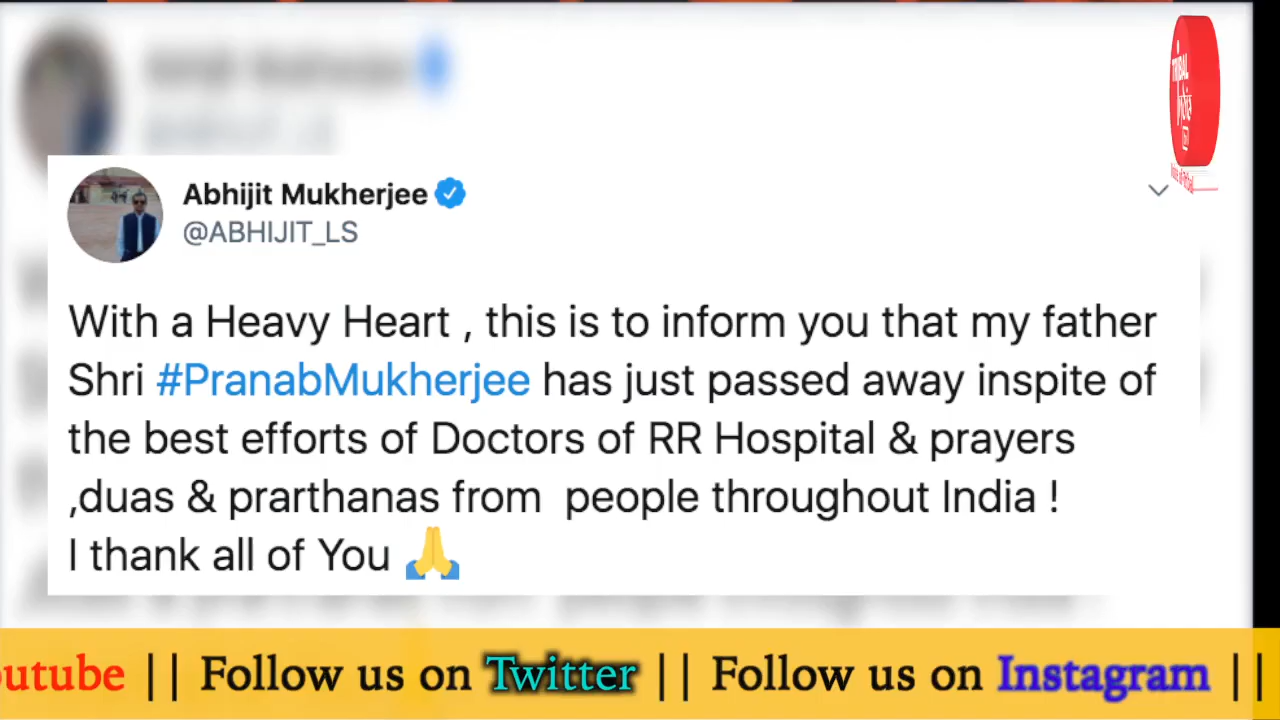 TRIBAL
India
Abhijit Mukherjee
@ABHIJIT_LS
With a Heavy Heart , this is to inform you that my father
Shri #PranabMukherjee has just passed away inspite of
the best efforts of Doctors of RR Hospital & prayers
,duas & prarthanas from  people throughout India !
I thank all of You 🙏
outube || Follow us on Twitter || Follow us on Instagram ||